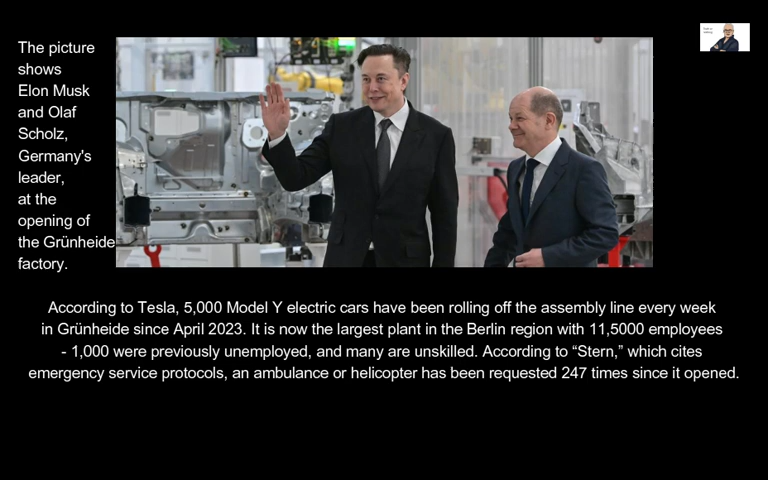 The picture
shows
Elon Musk
and Olaf
Scholz,
Germany's
leader,
at the
opening of
the Grünheide
factory.
According to Tesla, 5,000 Model Y electric cars have been rolling off the assembly line every week
in Grünheide since April 2023. It is now the largest plant in the Berlin region with 11,5000 employees
- 1,000 were previously unemployed, and many are unskilled. According to “Stern,” which cites
emergency service protocols, an ambulance or helicopter has been requested 247 times since it opened.